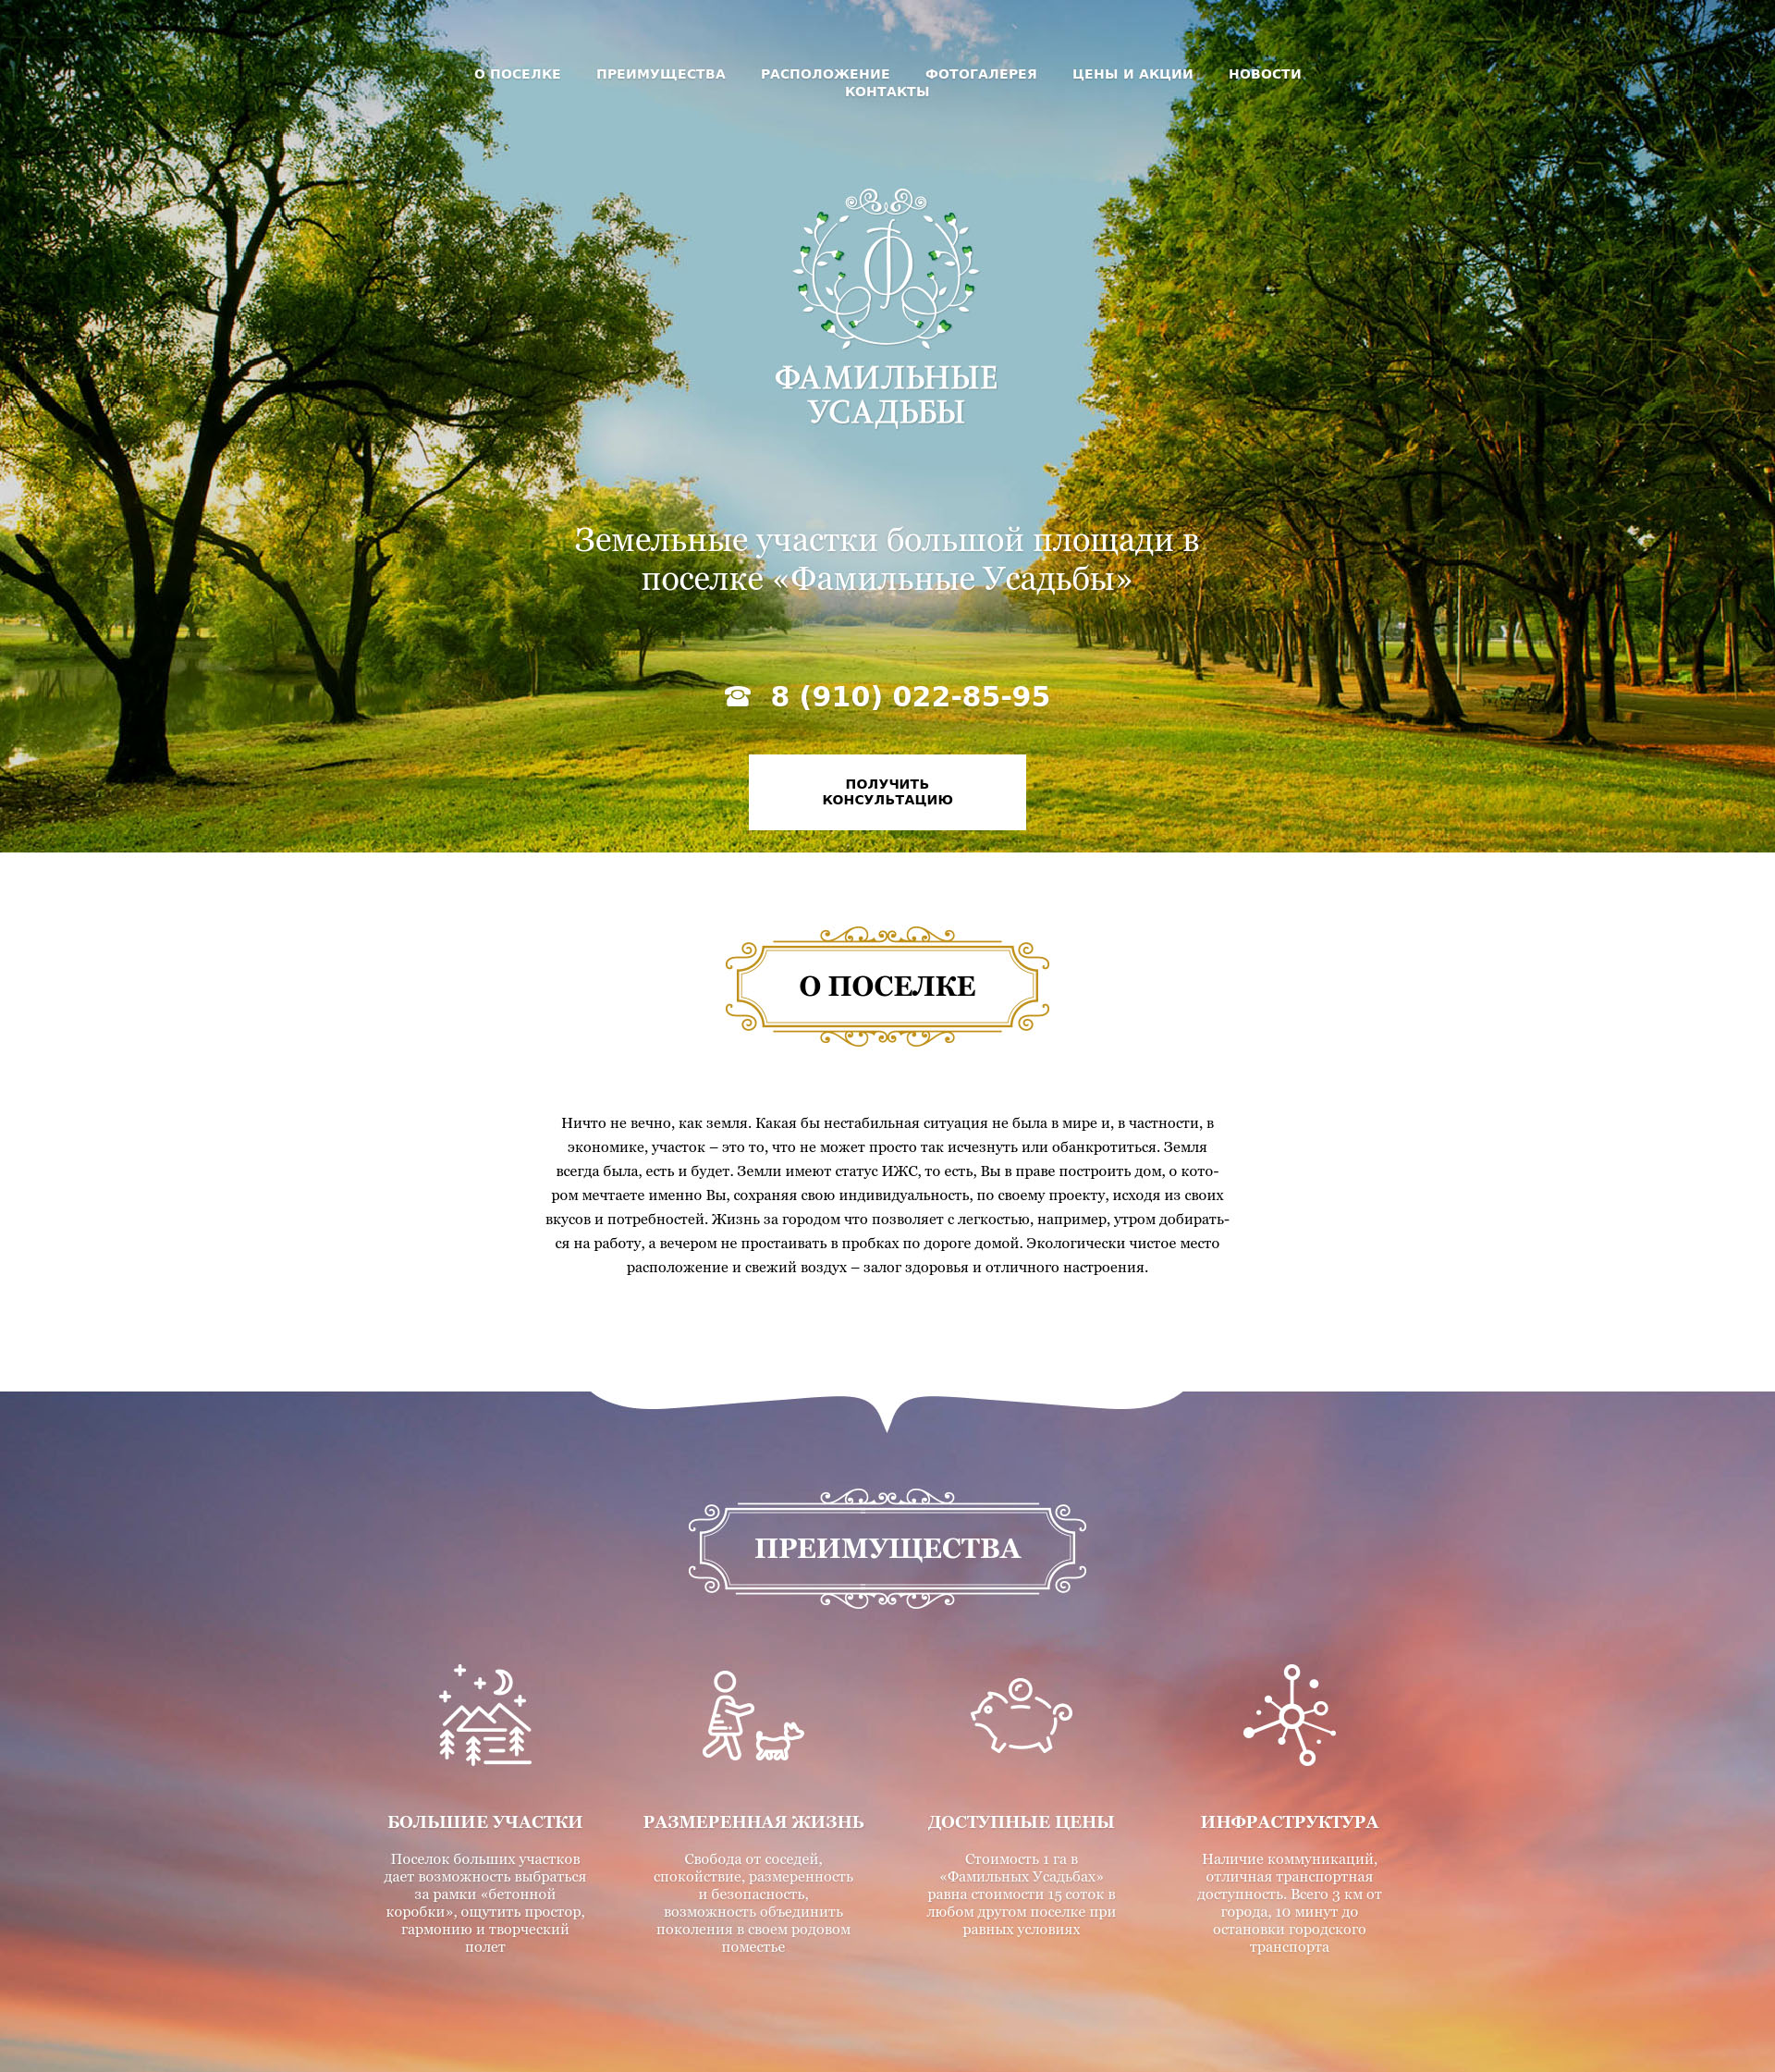 О ПОСЕЛКЕ ПРЕИМУЩЕСТВА РАСПОЛОЖЕНИЕ ФОТОГАЛЕРЕЯ ЦЕНЫ И АКЦИИ НОВОСТИ
КОНТАКТЫ
ФАМИЛЬНЫЕ
УСАДЬБЫ
Земельные участки большой площади в
поселке «Фамильные Усадьбы»
8 (910) 022-85-95
ПОЛУЧИТЬ
КОНСУЛЬТАЦИЮ
О ПОСЕЛКЕ
Ничто не вечно, как земля. Какая бы нестабильная ситуация не была в мире и, в частности, в
экономике, участок – это то, что не может просто так исчезнуть или обанкротиться. Земля
всегда была, есть и будет. Земли имеют статус ИЖС, то есть, Вы в праве построить дом, о кото-
ром мечтаете именно Вы, сохраняя свою индивидуальность, по своему проекту, исходя из своих
вкусов и потребностей. Жизнь за городом что позволяет с легкостью, например, утром добирать-
ся на работу, а вечером не простаивать в пробках по дороге домой. Экологически чистое место
расположение и свежий воздух – залог здоровья и отличного настроения.
ПРЕИМУЩЕСТВА
БОЛЬШИЕ УЧАСТКИ
Поселок больших участков
дает возможность выбраться
за рамки «бетонной
коробки», ощутить простор,
гармонию и творческий
полет
РАЗМЕРЕННАЯ ЖИЗНЬ
Свобода от соседей,
спокойствие, размеренность
и безопасность,
возможность объединить
поколения в своем родовом
поместье
ДОСТУПНЫЕ ЦЕНЫ
Стоимость 1 га в
«Фамильных Усадьбах»
равна стоимости 15 соток в
любом другом поселке при
равных условиях
ИНФРАСТРУКТУРА
Наличие коммуникаций,
отличная транспортная
доступность. Всего 3 км от
города, 10 минут до
остановки городского
транспорта